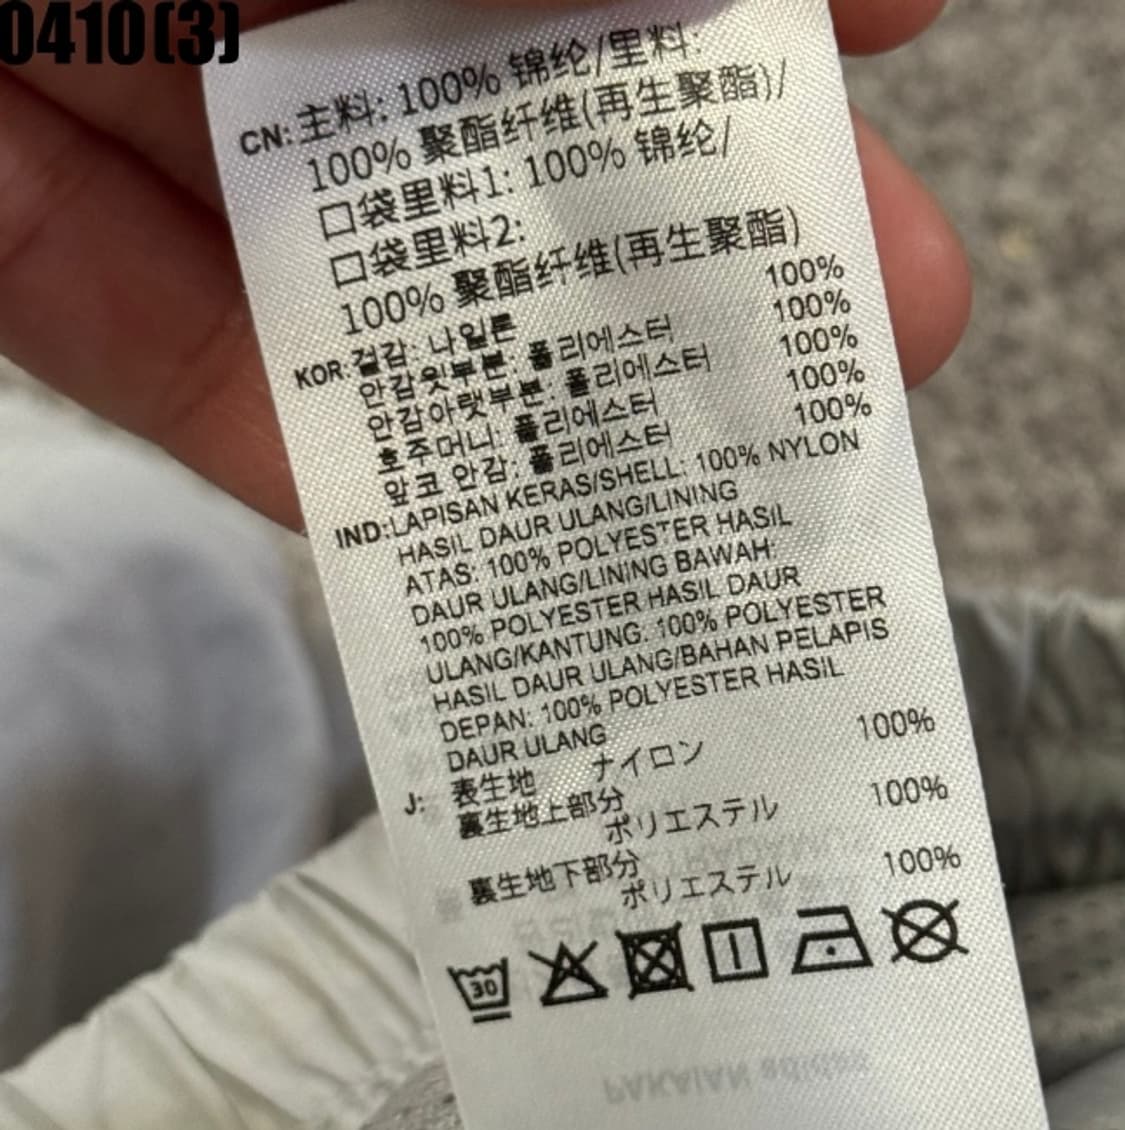 0410(3)
CN: 主料: 100% 锦纶/里料:
100% 聚酯纤维(再生聚酯)/
口袋里料1: 100% 锦纶/
口袋里料2:
100% 聚酯纤维(再生聚酯)
KOR: 겉감: 나일론 100%
안감윗부분: 폴리에스터 100%
안감아랫부분: 폴리에스터 100%
호주머니: 폴리에스터 100%
앞코 안감: 폴리에스터 100%
IND: LAPISAN KERAS/SHELL: 100% NYLON
HASIL DAUR ULANG/LINING
ATAS: 100% POLYESTER HASIL
DAUR ULANG/LINING BAWAH:
100% POLYESTER HASIL DAUR
ULANG/KANTUNG: 100% POLYESTER
HASIL DAUR ULANG/BAHAN PELAPIS
DEPAN: 100% POLYESTER HASIL
DAUR ULANG
J: 表生地 ナイロン 100%
裏生地上部分
ポリエステル 100%
裏生地下部分
ポリエステル 100%
30
PAKAIAN adidas